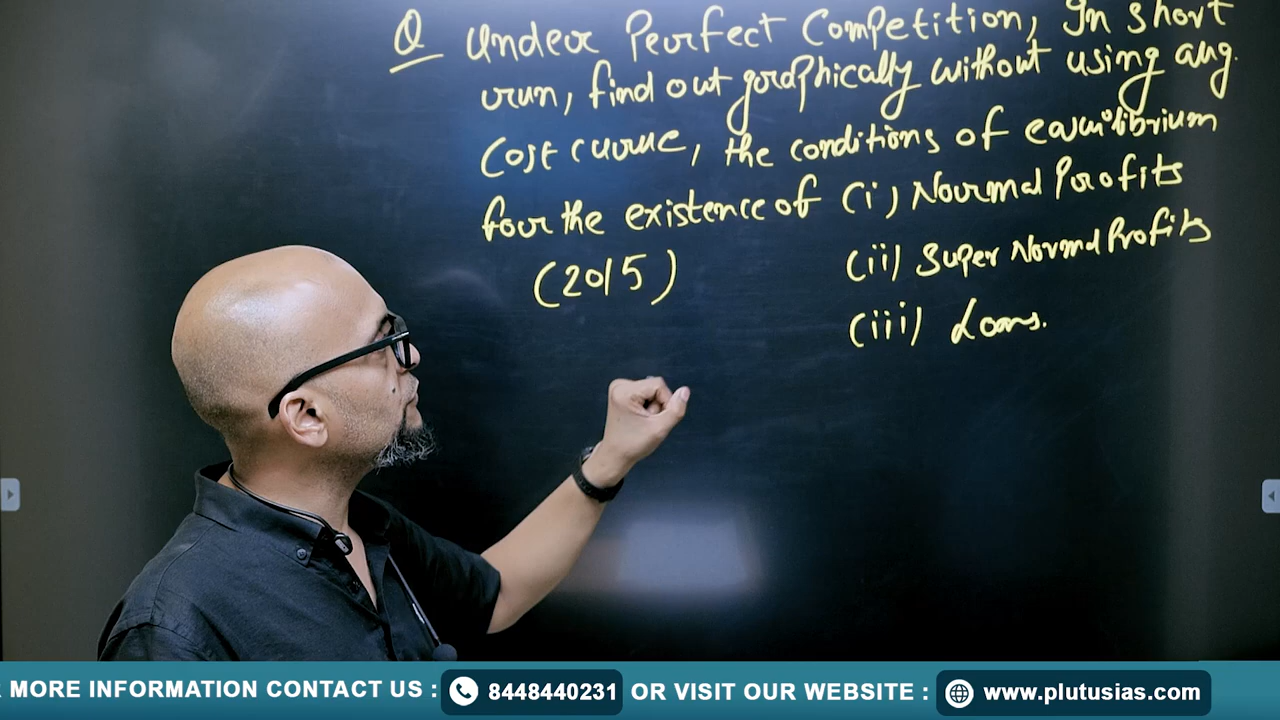 Q Under Perfect Competition, In short
run, find out graphically without using avg.
Cost curve, the conditions of equilibrium
for the existence of (i) Normal Profits
(ii) Super Normal Profits
(2015)
(iii) Loss.
MORE INFORMATION CONTACT US : 8448440231 OR VISIT OUR WEBSITE : www.plutusias.com